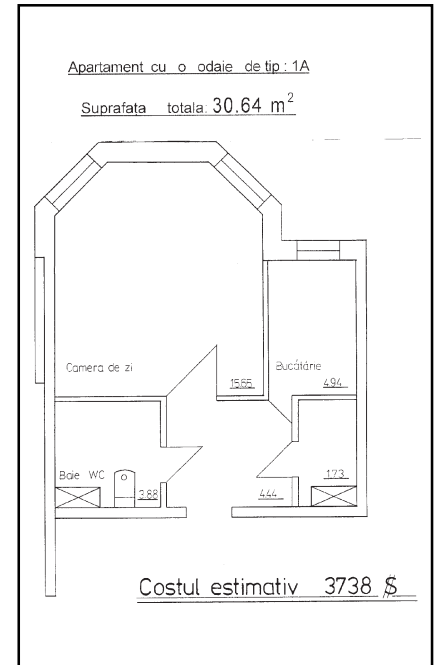 Apartament cu o odaie de tip : 1A
Suprafața totala: 30.64 m²
Camera de zi
15.65
Bucătărie
4.94
Baie WC
3.88
4.44
1.73
Costul estimativ 3738 $